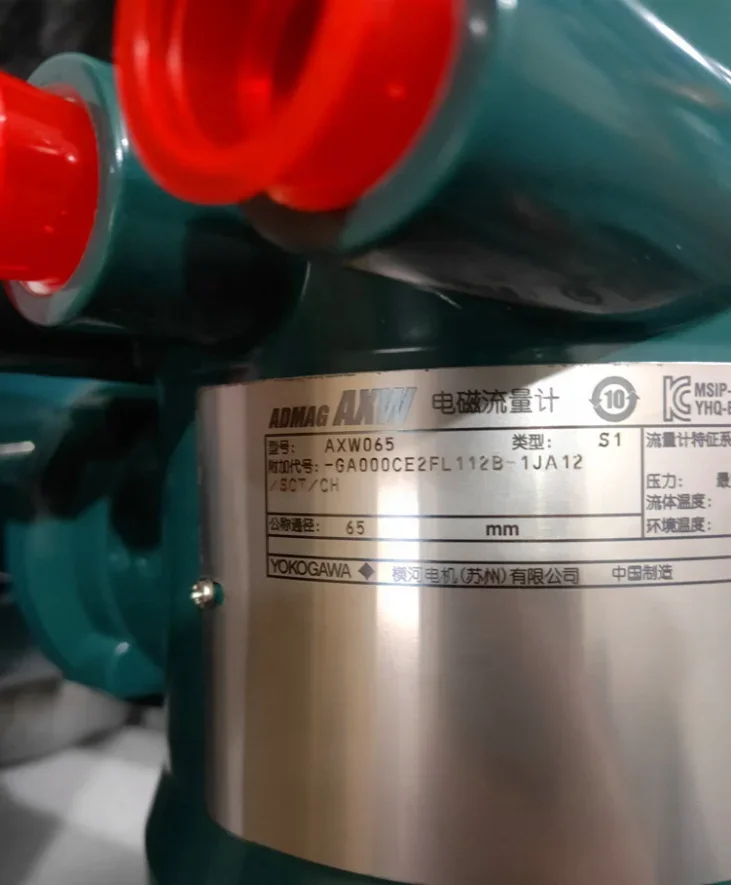 ADMAG AXW 电磁流量计 10 MSIP-
YHQ-
型号: AXW065 类型: S1 流量计特征系
附加代号: -GA000CE2FL112B-1JA12
/SCT/CH
压力: 最
流体温度:
公称通径: 65 mm 环境温度:
YOKOGAWA 横河电机(苏州)有限公司 中国制造